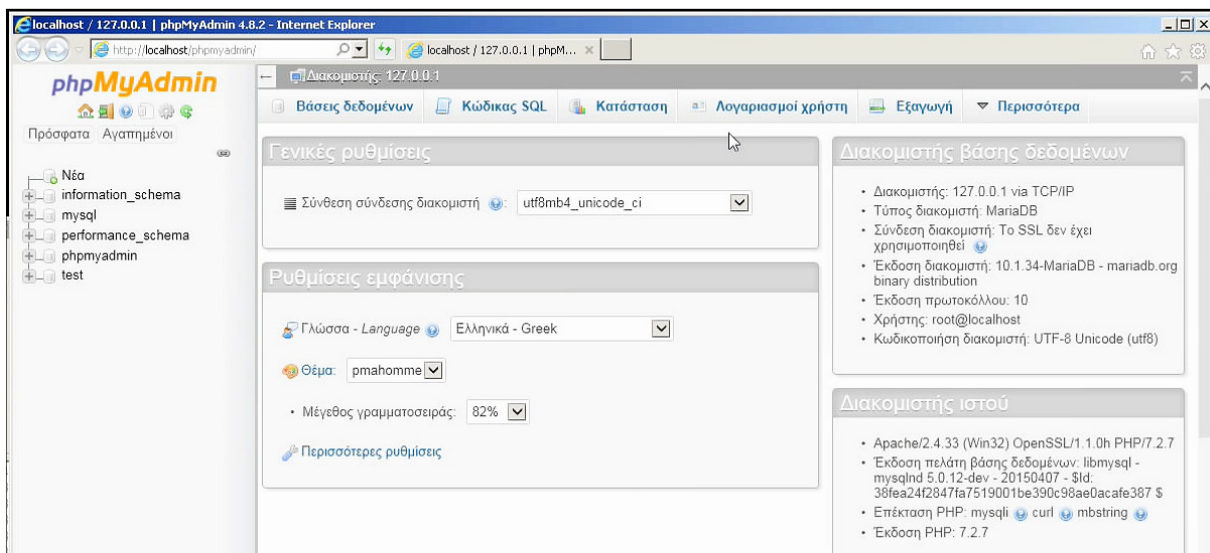 localhost / 127.0.0.1 | phpMyAdmin 4.8.2 - Internet Explorer
http://localhost/phpmyadmin/
localhost / 127.0.0.1 | phpM...
phpMyAdmin
Πρόσφατα Αγαπημένοι
Νέα
information_schema
mysql
performance_schema
phpmyadmin
test
Διακομιστής: 127.0.0.1
Βάσεις δεδομένων Κώδικας SQL Κατάσταση Λογαριασμοί χρήστη Εξαγωγή Περισσότερα
Γενικές ρυθμίσεις
Σύνθεση σύνδεσης διακομιστή : utf8mb4_unicode_ci
Ρυθμίσεις εμφάνισης
Γλώσσα - Language Ελληνικά - Greek
Θέμα: pmahomme
• Μέγεθος γραμματοσειράς: 82%
Περισσότερες ρυθμίσεις
Διακομιστής βάσης δεδομένων
• Διακομιστής: 127.0.0.1 via TCP/IP
• Τύπος διακομιστή: MariaDB
• Σύνδεση διακομιστή: Το SSL δεν έχει
χρησιμοποιηθεί
• Έκδοση διακομιστή: 10.1.34-MariaDB - mariadb.org
binary distribution
• Έκδοση πρωτοκόλλου: 10
• Χρήστης: root@localhost
• Κωδικοποίηση διακομιστή: UTF-8 Unicode (utf8)
Διακομιστής ιστού
• Apache/2.4.33 (Win32) OpenSSL/1.1.0h PHP/7.2.7
• Έκδοση πελάτη βάσης δεδομένων: libmysql -
mysqlnd 5.0.12-dev - 20150407 - $Id:
38fea24f2847fa7519001be390c98ae0acafe387 $
• Επέκταση PHP: mysqli curl mbstring
• Έκδοση PHP: 7.2.7